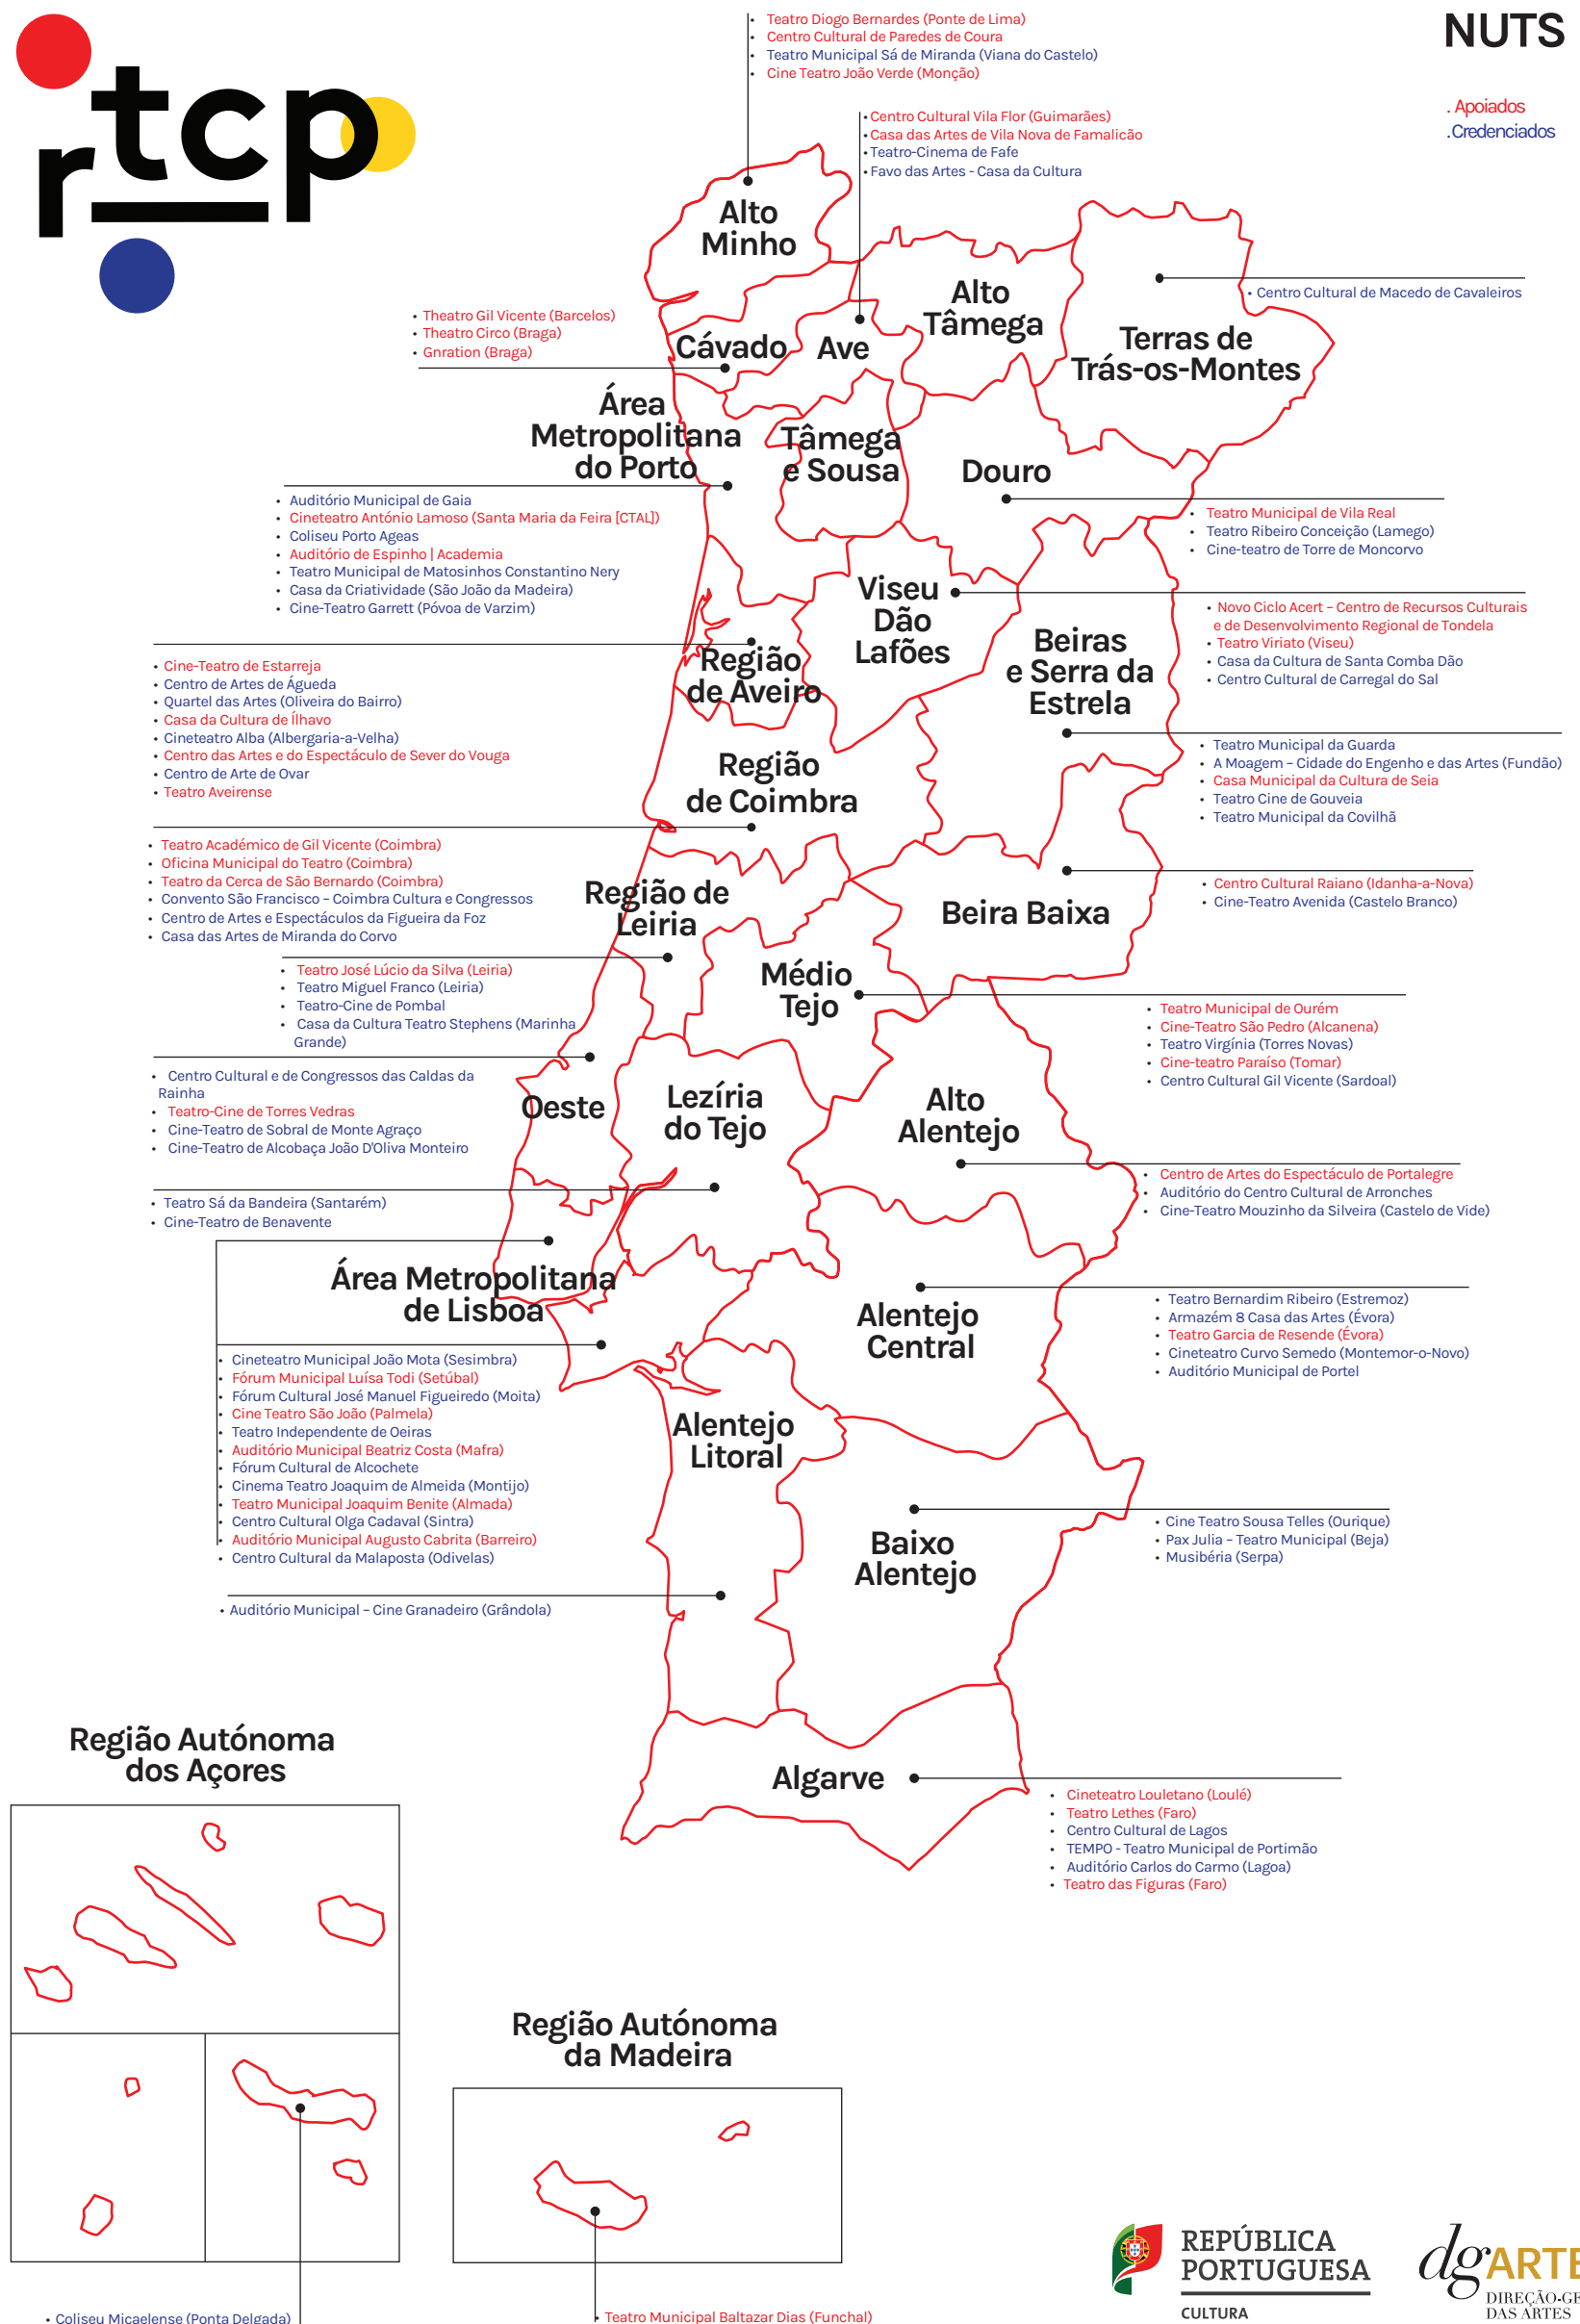 rtcp
NUTS
. Apoiados
.Credenciados
• Teatro Diogo Bernardes (Ponte de Lima)
• Centro Cultural de Paredes de Coura
• Teatro Municipal Sá de Miranda (Viana do Castelo)
• Cine Teatro João Verde (Monção)
• Centro Cultural Vila Flor (Guimarães)
• Casa das Artes de Vila Nova de Famalicão
• Teatro-Cinema de Fafe
• Favo das Artes - Casa da Cultura
Alto
Minho
Alto
Tâmega
• Centro Cultural de Macedo de Cavaleiros
Terras de
Trás-os-Montes
• Theatro Gil Vicente (Barcelos)
• Theatro Circo (Braga)
• Gnration (Braga)
Cávado
Ave
Área
Metropolitana
do Porto
Tâmega
e Sousa
Douro
• Auditório Municipal de Gaia
• Cineteatro António Lamoso (Santa Maria da Feira [CTAL])
• Coliseu Porto Ageas
• Auditório de Espinho | Academia
• Teatro Municipal de Matosinhos Constantino Nery
• Casa da Criatividade (São João da Madeira)
• Cine-Teatro Garrett (Póvoa de Varzim)
• Teatro Municipal de Vila Real
• Teatro Ribeiro Conceição (Lamego)
• Cine-teatro de Torre de Moncorvo
Viseu
Dão
Lafões
• Novo Ciclo Acert – Centro de Recursos Culturais
e de Desenvolvimento Regional de Tondela
• Teatro Viriato (Viseu)
• Casa da Cultura de Santa Comba Dão
• Centro Cultural de Carregal do Sal
Beiras
e Serra da
Estrela
Região
de Aveiro
• Cine-Teatro de Estarreja
• Centro de Artes de Águeda
• Quartel das Artes (Oliveira do Bairro)
• Casa da Cultura de Ílhavo
• Cineteatro Alba (Albergaria-a-Velha)
• Centro das Artes e do Espectáculo de Sever do Vouga
• Centro de Arte de Ovar
• Teatro Aveirense
• Teatro Municipal da Guarda
• A Moagem – Cidade do Engenho e das Artes (Fundão)
• Casa Municipal da Cultura de Seia
• Teatro Cine de Gouveia
• Teatro Municipal da Covilhã
Região
de Coimbra
• Teatro Académico de Gil Vicente (Coimbra)
• Oficina Municipal do Teatro (Coimbra)
• Teatro da Cerca de São Bernardo (Coimbra)
• Convento São Francisco – Coimbra Cultura e Congressos
• Centro de Artes e Espectáculos da Figueira da Foz
• Casa das Artes de Miranda do Corvo
Região de
Leiria
Beira Baixa
• Centro Cultural Raiano (Idanha-a-Nova)
• Cine-Teatro Avenida (Castelo Branco)
• Teatro José Lúcio da Silva (Leiria)
• Teatro Miguel Franco (Leiria)
• Teatro-Cine de Pombal
• Casa da Cultura Teatro Stephens (Marinha
Grande)
Médio
Tejo
• Teatro Municipal de Ourém
• Cine-Teatro São Pedro (Alcanena)
• Teatro Virgínia (Torres Novas)
• Cine-teatro Paraíso (Tomar)
• Centro Cultural Gil Vicente (Sardoal)
• Centro Cultural e de Congressos das Caldas da
Rainha
• Teatro-Cine de Torres Vedras
• Cine-Teatro de Sobral de Monte Agraço
• Cine-Teatro de Alcobaça João D'Oliva Monteiro
Oeste
Lezíria
do Tejo
Alto
Alentejo
• Centro de Artes do Espectáculo de Portalegre
• Auditório do Centro Cultural de Arronches
• Cine-Teatro Mouzinho da Silveira (Castelo de Vide)
• Teatro Sá da Bandeira (Santarém)
• Cine-Teatro de Benavente
Área Metropolitana
de Lisboa
Alentejo
Central
• Teatro Bernardim Ribeiro (Estremoz)
• Armazém 8 Casa das Artes (Évora)
• Teatro Garcia de Resende (Évora)
• Cineteatro Curvo Semedo (Montemor-o-Novo)
• Auditório Municipal de Portel
• Cineteatro Municipal João Mota (Sesimbra)
• Fórum Municipal Luísa Todi (Setúbal)
• Fórum Cultural José Manuel Figueiredo (Moita)
• Cine Teatro São João (Palmela)
• Teatro Independente de Oeiras
• Auditório Municipal Beatriz Costa (Mafra)
• Fórum Cultural de Alcochete
• Cinema Teatro Joaquim de Almeida (Montijo)
• Teatro Municipal Joaquim Benite (Almada)
• Centro Cultural Olga Cadaval (Sintra)
• Auditório Municipal Augusto Cabrita (Barreiro)
• Centro Cultural da Malaposta (Odivelas)
Alentejo
Litoral
Baixo
Alentejo
• Cine Teatro Sousa Telles (Ourique)
• Pax Julia – Teatro Municipal (Beja)
• Musibéria (Serpa)
• Auditório Municipal – Cine Granadeiro (Grândola)
Algarve
• Cineteatro Louletano (Loulé)
• Teatro Lethes (Faro)
• Centro Cultural de Lagos
• TEMPO - Teatro Municipal de Portimão
• Auditório Carlos do Carmo (Lagoa)
• Teatro das Figuras (Faro)
Região Autónoma
dos Açores
Região Autónoma
da Madeira
• Coliseu Micaelense (Ponta Delgada)
• Teatro Municipal Baltazar Dias (Funchal)
REPÚBLICA
PORTUGUESA
CULTURA
dgARTE
DIREÇÃO-GE
DAS ARTES